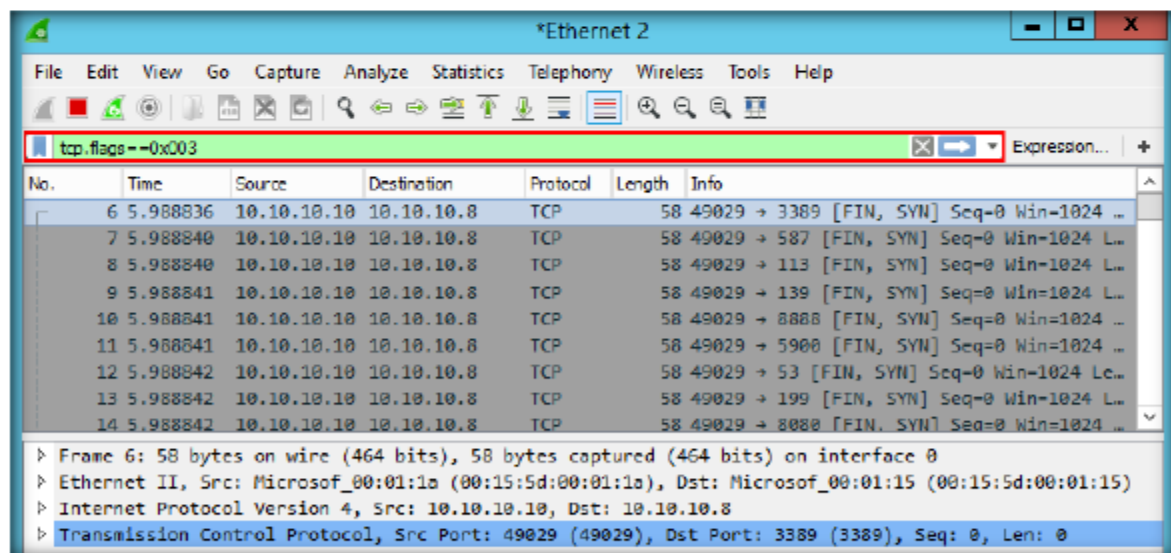 *Ethernet 2
File Edit View Go Capture Analyze Statistics Telephony Wireless Tools Help
tcp.flags==0x003 Expression... +
No. Time Source Destination Protocol Length Info
6 5.988836 10.10.10.10 10.10.10.8 TCP 58 49029 → 3389 [FIN, SYN] Seq=0 Win=1024 …
7 5.988840 10.10.10.10 10.10.10.8 TCP 58 49029 → 587 [FIN, SYN] Seq=0 Win=1024 L…
8 5.988840 10.10.10.10 10.10.10.8 TCP 58 49029 → 113 [FIN, SYN] Seq=0 Win=1024 L…
9 5.988841 10.10.10.10 10.10.10.8 TCP 58 49029 → 139 [FIN, SYN] Seq=0 Win=1024 L…
10 5.988841 10.10.10.10 10.10.10.8 TCP 58 49029 → 8888 [FIN, SYN] Seq=0 Win=1024 …
11 5.988841 10.10.10.10 10.10.10.8 TCP 58 49029 → 5900 [FIN, SYN] Seq=0 Win=1024 …
12 5.988842 10.10.10.10 10.10.10.8 TCP 58 49029 → 53 [FIN, SYN] Seq=0 Win=1024 Le…
13 5.988842 10.10.10.10 10.10.10.8 TCP 58 49029 → 199 [FIN, SYN] Seq=0 Win=1024 L…
14 5.988842 10.10.10.10 10.10.10.8 TCP 58 49029 → 8080 [FIN, SYN] Seq=0 Win=1024 …
Frame 6: 58 bytes on wire (464 bits), 58 bytes captured (464 bits) on interface 0
Ethernet II, Src: Microsof_00:01:1a (00:15:5d:00:01:1a), Dst: Microsof_00:01:15 (00:15:5d:00:01:15)
Internet Protocol Version 4, Src: 10.10.10.10, Dst: 10.10.10.8
Transmission Control Protocol, Src Port: 49029 (49029), Dst Port: 3389 (3389), Seq: 0, Len: 0